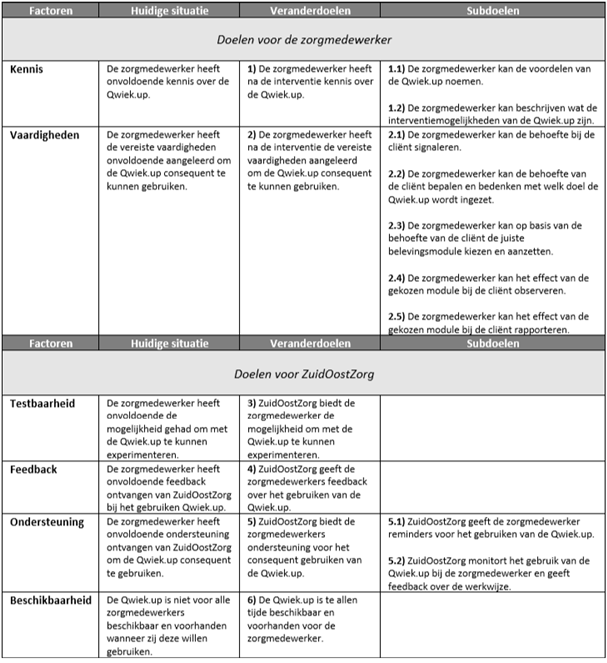 Factoren Huidige situatie Veranderdoelen Subdoelen
Doelen voor de zorgmedewerker
Kennis
De zorgmedewerker heeft
onvoldoende kennis over de
Qwiek.up.
1) De zorgmedewerker heeft
na de interventie kennis over
de Qwiek.up.
1.1) De zorgmedewerker kan de voordelen van
de Qwiek.up noemen.
1.2) De zorgmedewerker kan beschrijven wat de
interventiemogelijkheden van de Qwiek.up zijn.
Vaardigheden
De zorgmedewerker heeft
de vereiste vaardigheden
onvoldoende aangeleerd om
de Qwiek.up consequent te
kunnen gebruiken.
2) De zorgmedewerker heeft
na de interventie de vereiste
vaardigheden aangeleerd
om de Qwiek.up consequent
te kunnen gebruiken.
2.1) De zorgmedewerker kan de behoefte bij de
cliënt signaleren.
2.2) De zorgmedewerker kan de behoefte van
de cliënt bepalen en bedenken met welk doel de
Qwiek.up wordt ingezet.
2.3) De zorgmedewerker kan op basis van de
behoefte van de cliënt de juiste
belevingsmodule kiezen en aanzetten.
2.4) De zorgmedewerker kan het effect van de
gekozen module bij de cliënt observeren.
2.5) De zorgmedewerker kan het effect van de
gekozen module bij de cliënt rapporteren.
Factoren Huidige situatie Veranderdoelen Subdoelen
Doelen voor ZuidOostZorg
Testbaarheid
De zorgmedewerker heeft
onvoldoende de
mogelijkheid gehad om met
de Qwiek.up te kunnen
experimenteren.
3) ZuidOostZorg biedt de
zorgmedewerker de
mogelijkheid om met de
Qwiek.up te kunnen
experimenteren.
Feedback
De zorgmedewerker heeft
onvoldoende feedback
ontvangen van ZuidOostZorg
bij het gebruiken Qwiek.up.
4) ZuidOostZorg geeft de
zorgmedewerkers feedback
over het gebruiken van de
Qwiek.up.
Ondersteuning
De zorgmedewerker heeft
onvoldoende ondersteuning
ontvangen van ZuidOostZorg
om de Qwiek.up consequent
te gebruiken.
5) ZuidOostZorg biedt de
zorgmedewerkers
ondersteuning voor het
consequent gebruiken van
de Qwiek.up.
5.1) ZuidOostZorg geeft de zorgmedewerker
reminders voor het gebruiken van de Qwiek.up.
5.2) ZuidOostZorg monitort het gebruik van de
Qwiek.up bij de zorgmedewerker en geeft
feedback over de werkwijze.
Beschikbaarheid
De Qwiek.up is niet voor alle
zorgmedewerkers
beschikbaar en voorhanden
wanneer zij deze willen
gebruiken.
6) De Qwiek.up is te allen
tijde beschikbaar en
voorhanden voor de
zorgmedewerker.